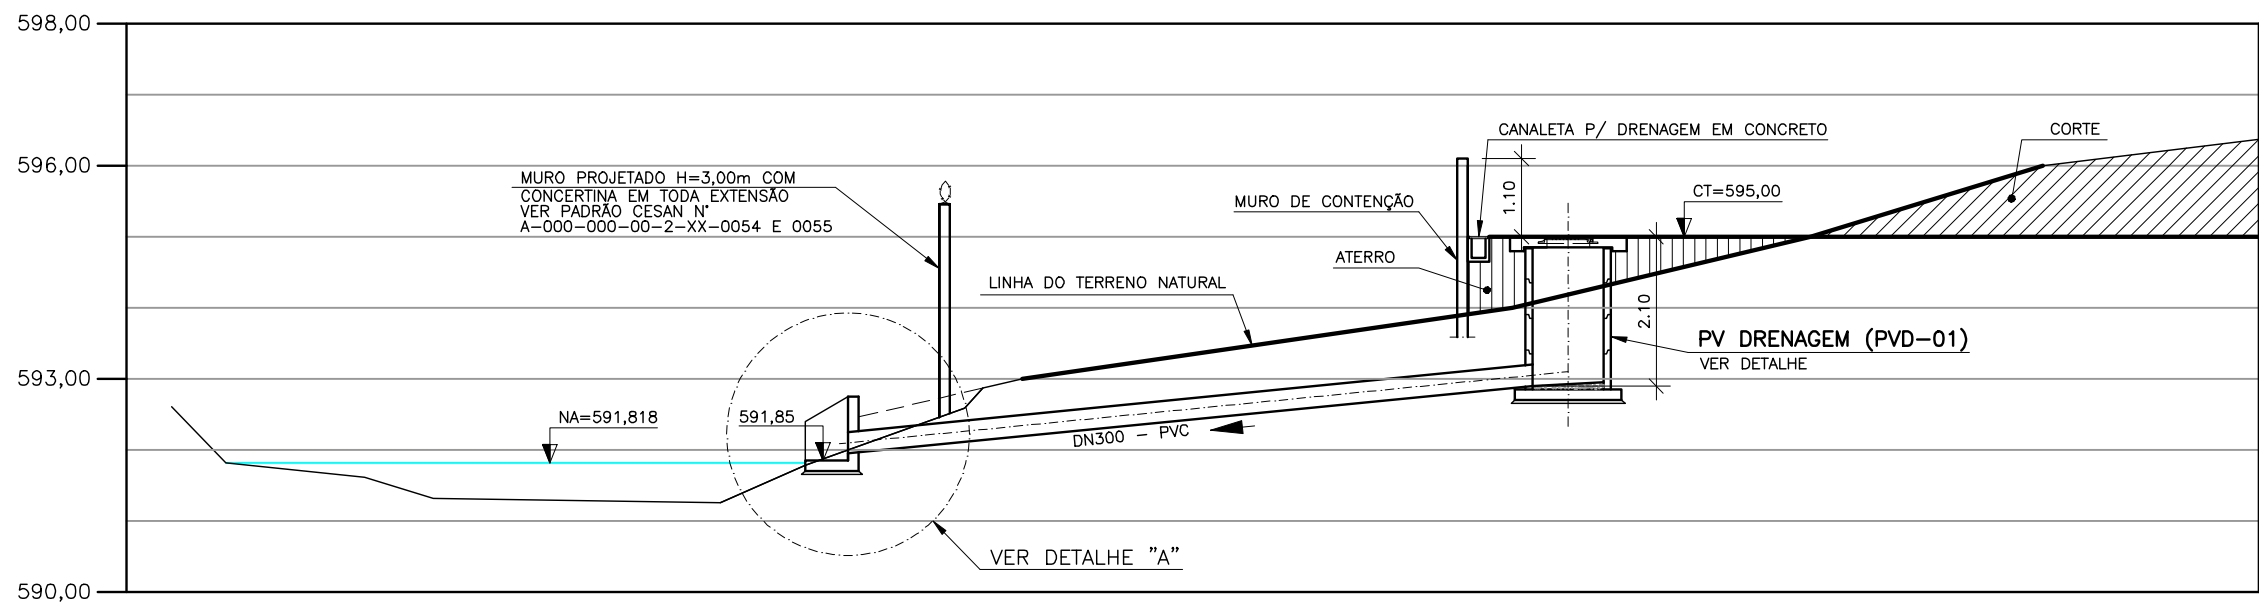 598,00
596,00
593,00
590,00
MURO PROJETADO H=3,00m COM
CONCERTINA EM TODA EXTENSÃO
VER PADRÃO CESAN N°
A-000-000-00-2-XX-0054 E 0055
CANALETA P/ DRENAGEM EM CONCRETO
CORTE
1.10
CT=595,00
MURO DE CONTENÇÃO
ATERRO
LINHA DO TERRENO NATURAL
2.10
PV DRENAGEM (PVD-01)
VER DETALHE
NA=591,818
591,85
DN300 - PVC
VER DETALHE "A"